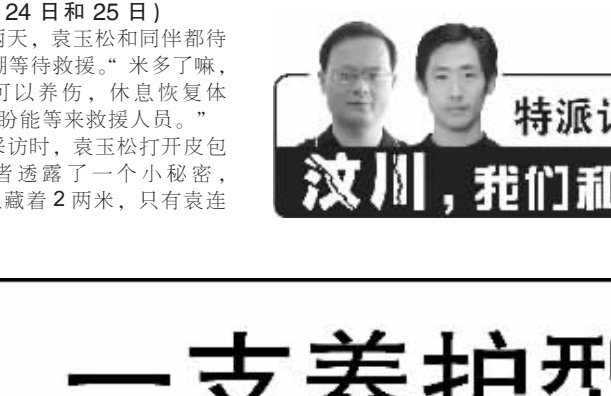 24 日和 25 日)
两天，袁玉松和同伴都待
等待救援。“米多了嘛，
可以养伤，休息恢复体
盼能等来救援人员。”
采访时，袁玉松打开皮包
者透露了一个小秘密，
藏着 2 两米，只有袁连
特派
汶川，我们和
一支养护型